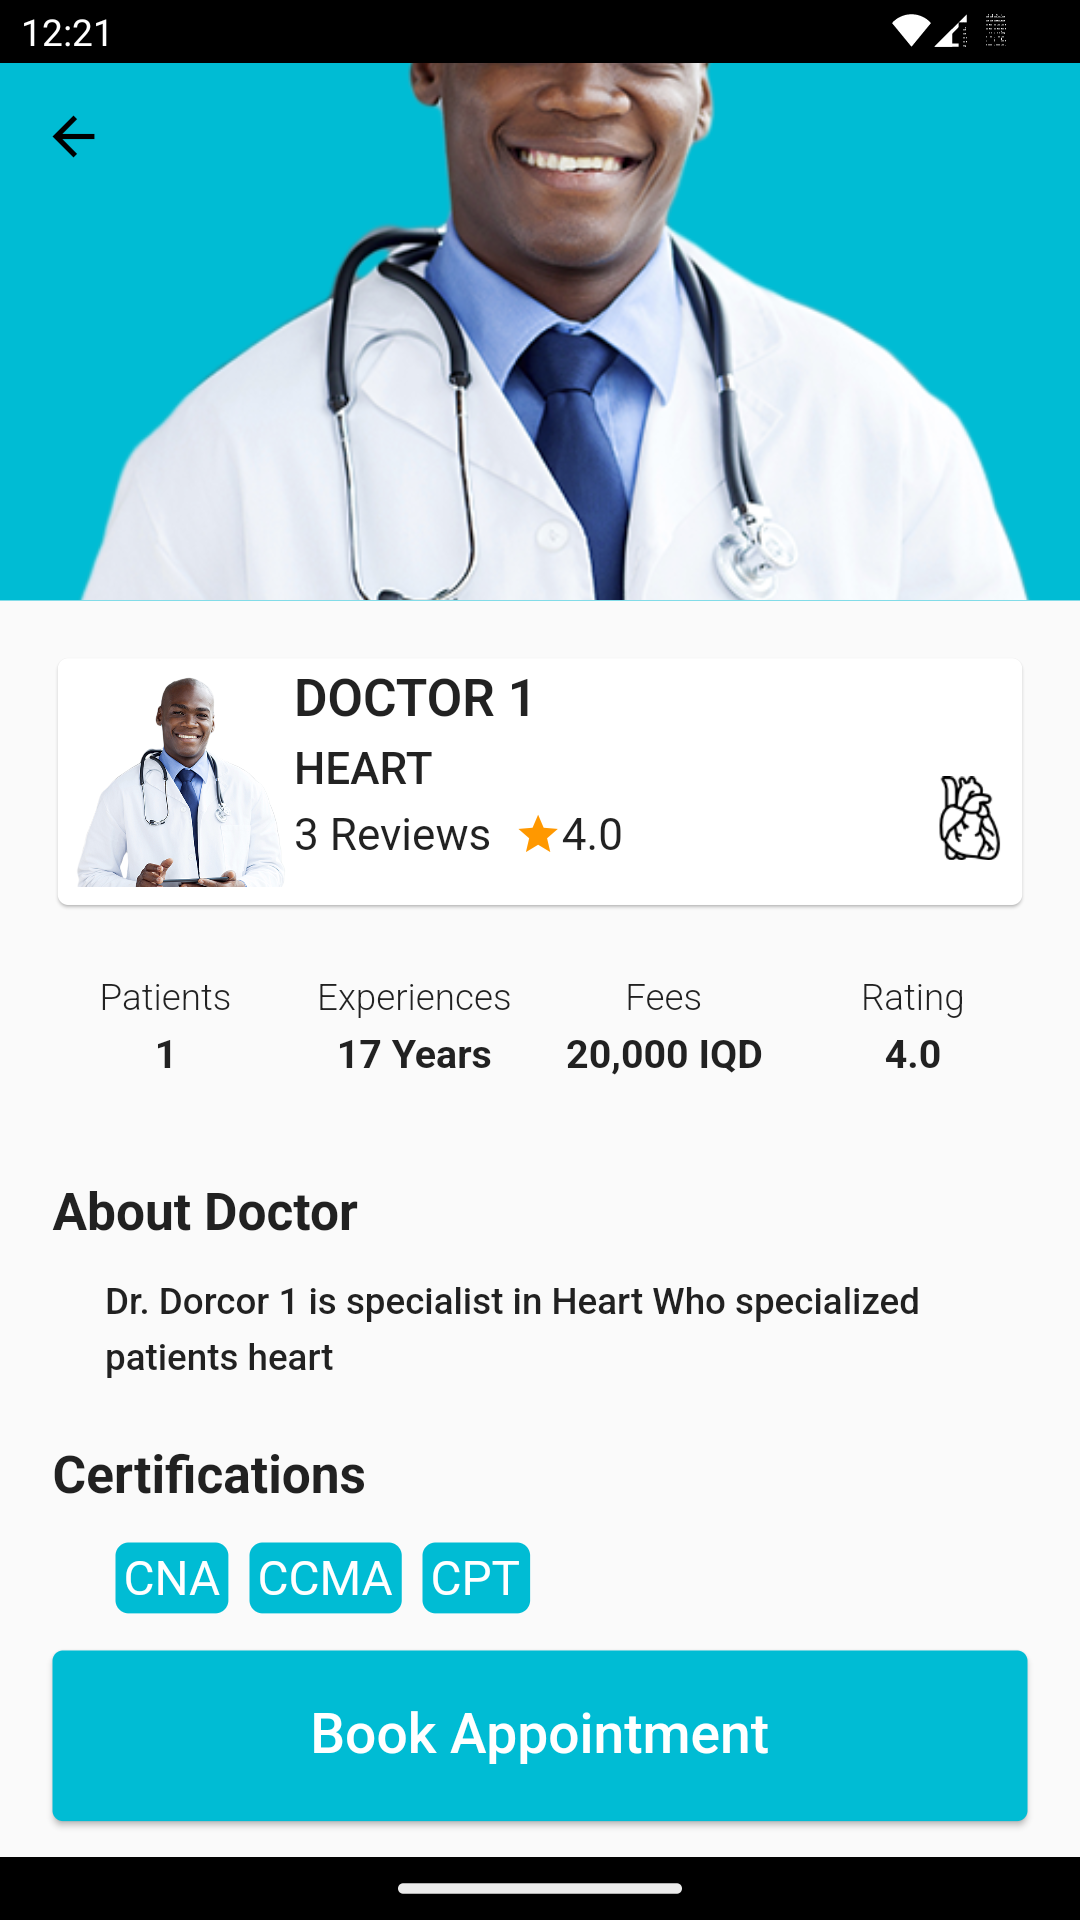 12:21
DOCTOR 1
HEART
3 Reviews 4.0
Patients Experiences Fees Rating
1 17 Years 20,000 IQD 4.0
About Doctor
Dr. Dorcor 1 is specialist in Heart Who specialized
patients heart
Certifications
CNA CCMA CPT
Book Appointment